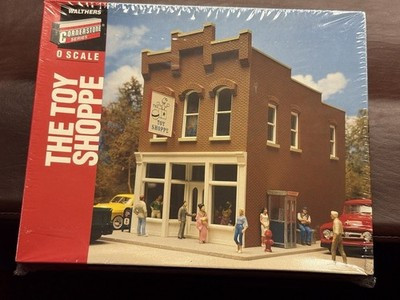 WALTHERS
CORNERSTONE
SERIES
O SCALE
THE TOY
SHOPPE
TOY
SHOPPE